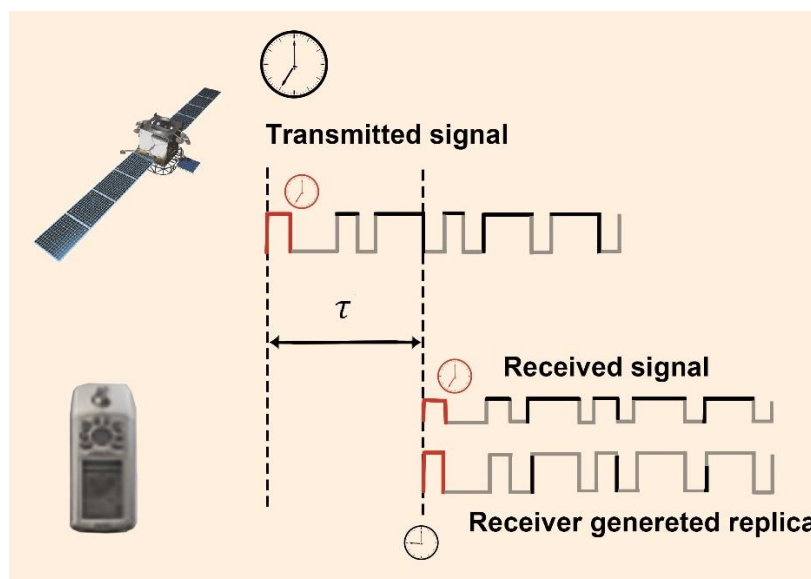 Transmitted signal
τ
Received signal
Receiver genereted replica